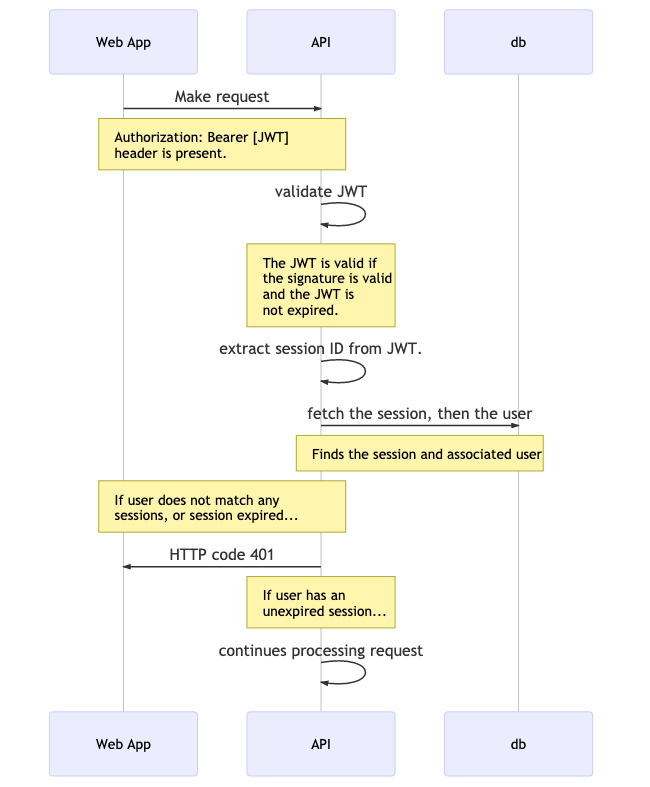 Web App
API
db
Make request
Authorization: Bearer [JWT]
header is present.
validate JWT
The JWT is valid if
the signature is valid
and the JWT is
not expired.
extract session ID from JWT.
fetch the session, then the user
Finds the session and associated user
If user does not match any
sessions, or session expired...
HTTP code 401
If user has an
unexpired session...
continues processing request
Web App
API
db